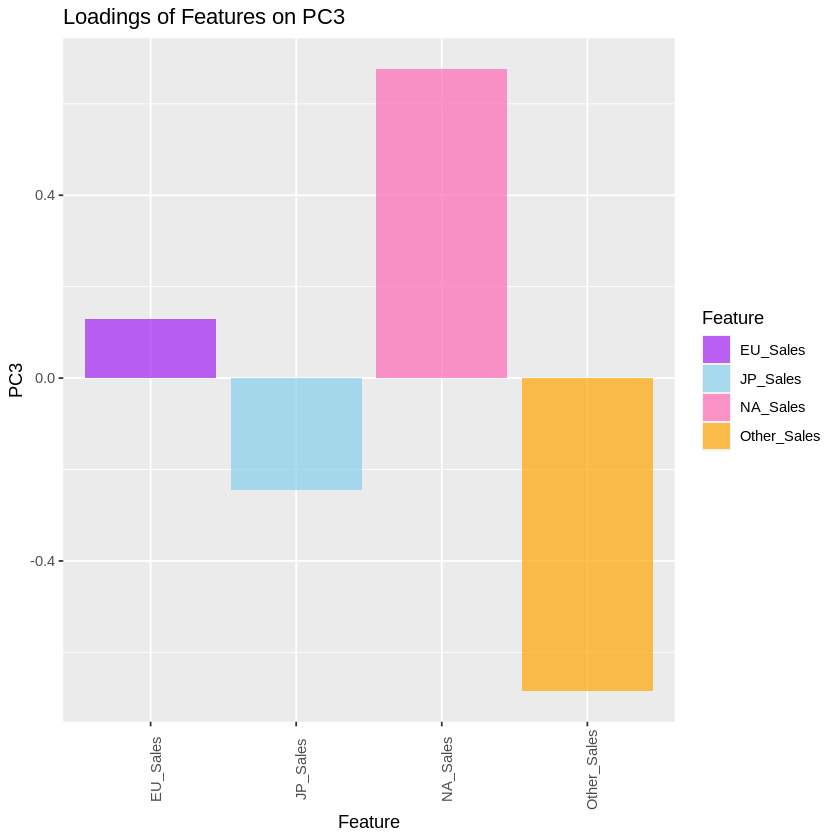 Loadings of Features on PC3
PC3
0.4
0.0
-0.4
EU_Sales
JP_Sales
NA_Sales
Other_Sales
Feature
Feature
EU_Sales
JP_Sales
NA_Sales
Other_Sales